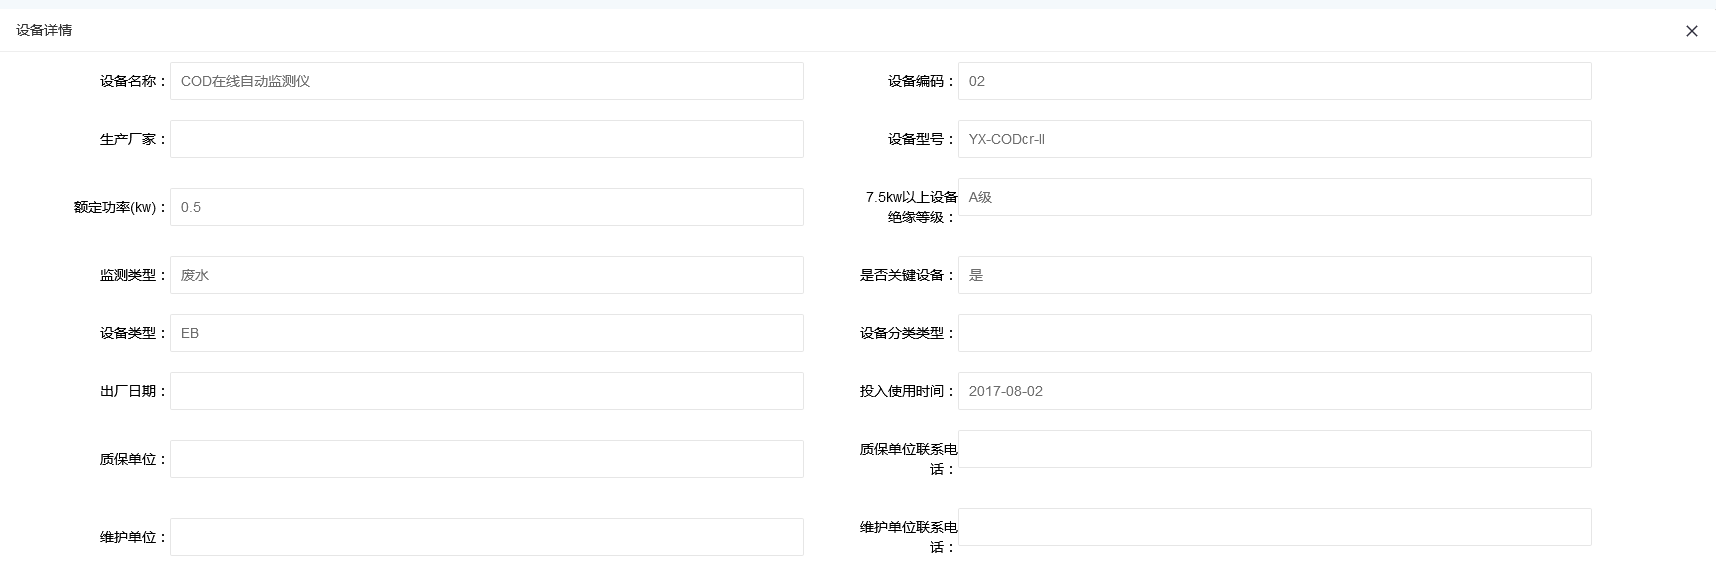 设备详情
设备名称： COD在线自动监测仪 设备编码： 02
生产厂家： 设备型号： YX-CODcr-II
额定功率(kw)： 0.5 7.5kw以上设备
绝缘等级： A级
监测类型： 废水 是否关键设备： 是
设备类型： EB 设备分类类型：
出厂日期： 投入使用时间： 2017-08-02
质保单位： 质保单位联系电
话：
维护单位： 维护单位联系电
话：